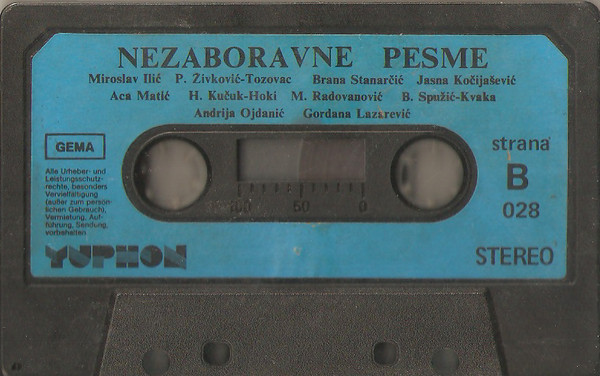 NEZABORAVNE PESME
Miroslav Ilić P. Živković-Tozovac Brana Stanarčić Jasna Kočijašević
Aca Matić H. Kučuk-Hoki M. Radovanović B. Spužić-Kvaka
Andrija Ojdanić Gordana Lazarević
GEMA
Alle Urheber- und
Leistungsschutz-
rechte, besonders
Vervielfältigung
(außer zum persön-
lichen Gebrauch),
Vermietung, Auf-
führung, Sendung,
vorbehalten
YUPHON
100 50 0
strana
B
028
STEREO